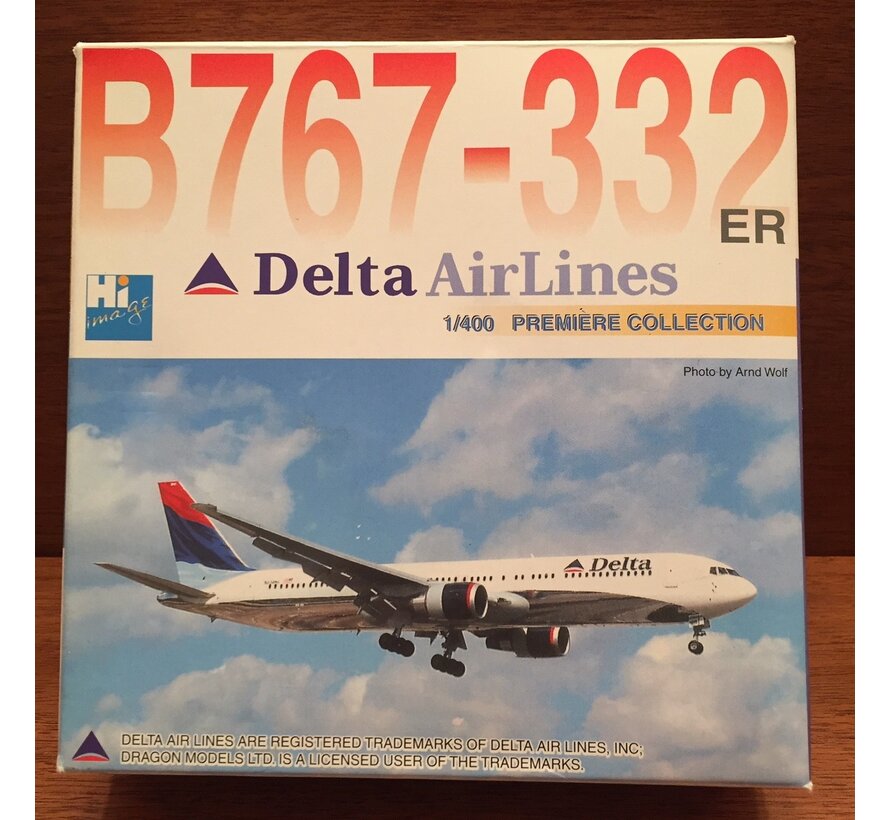 B767-332
ER
Delta AirLines
Hi
image
1/400 PREMIÈRE COLLECTION
Photo by Arnd Wolf
Delta
DELTA AIR LINES ARE REGISTERED TRADEMARKS OF DELTA AIR LINES, INC;
DRAGON MODELS LTD. IS A LICENSED USER OF THE TRADEMARKS.